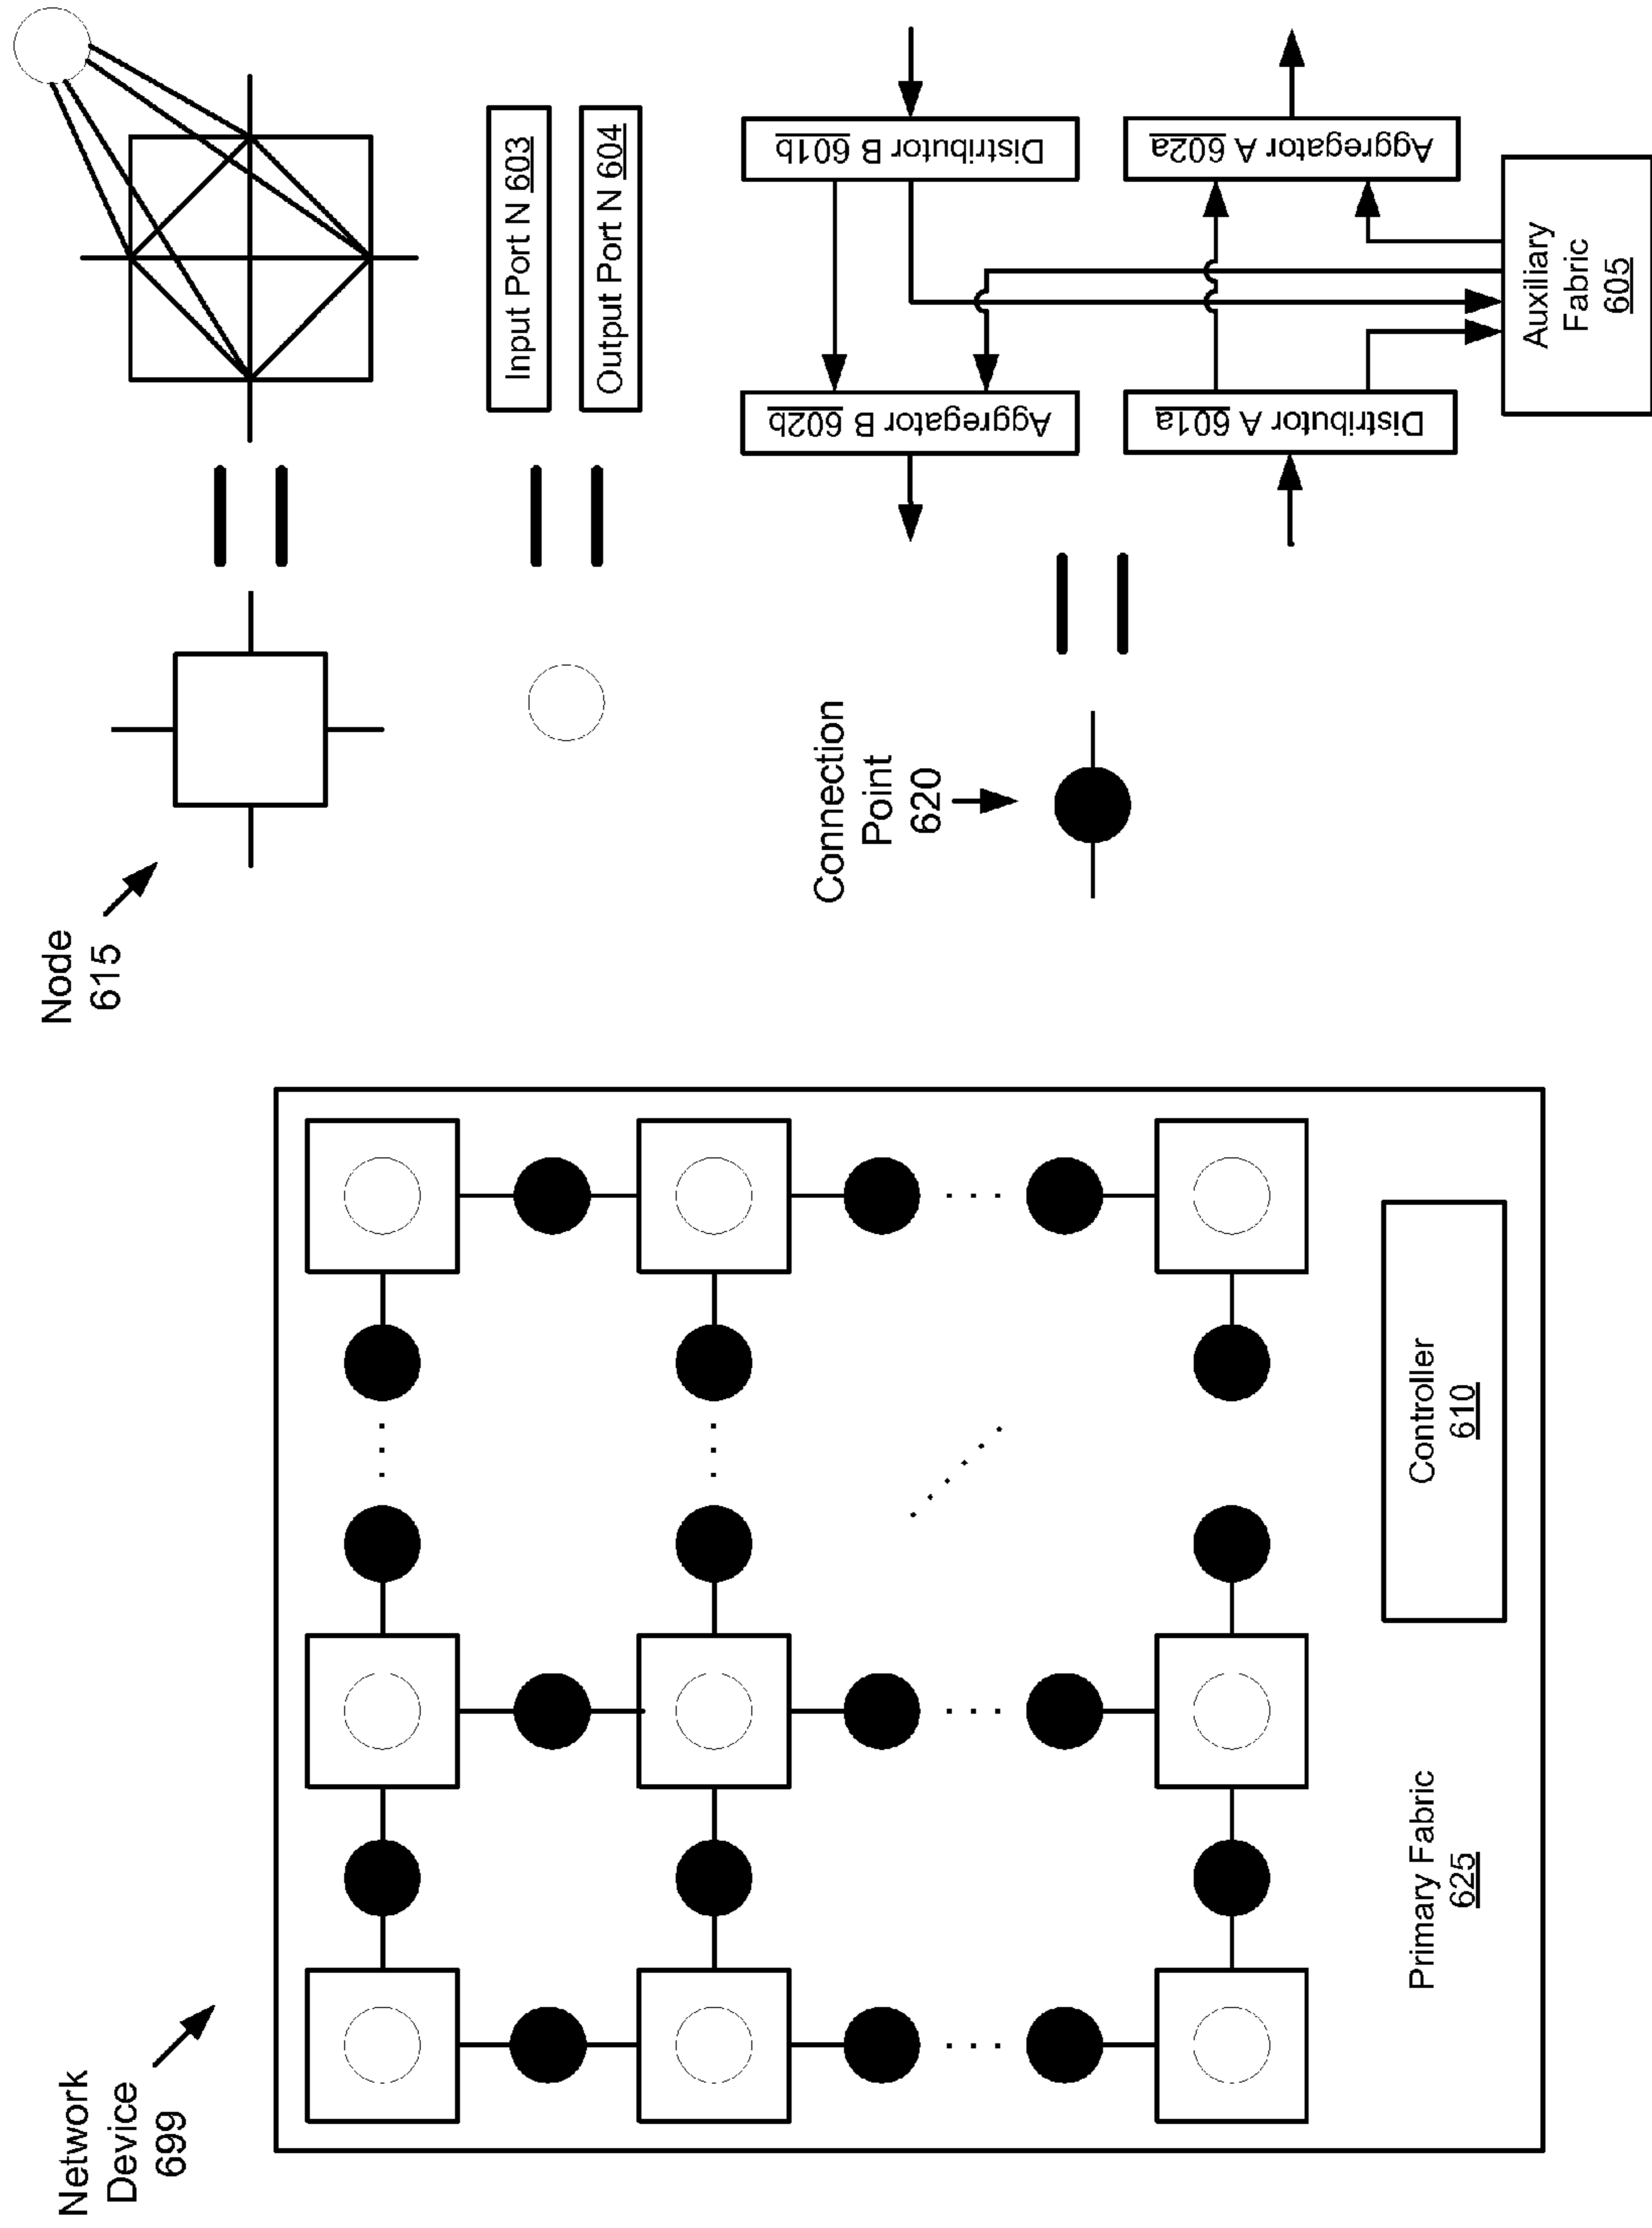 Network
Device
699
Primary Fabric
625
Controller
610
Node
615
Input Port N 603
Output Port N 604
Connection
Point
620
Aggregator B 602b
Distributor B 601b
Distributor A 601a
Aggregator A 602a
Auxiliary
Fabric
605